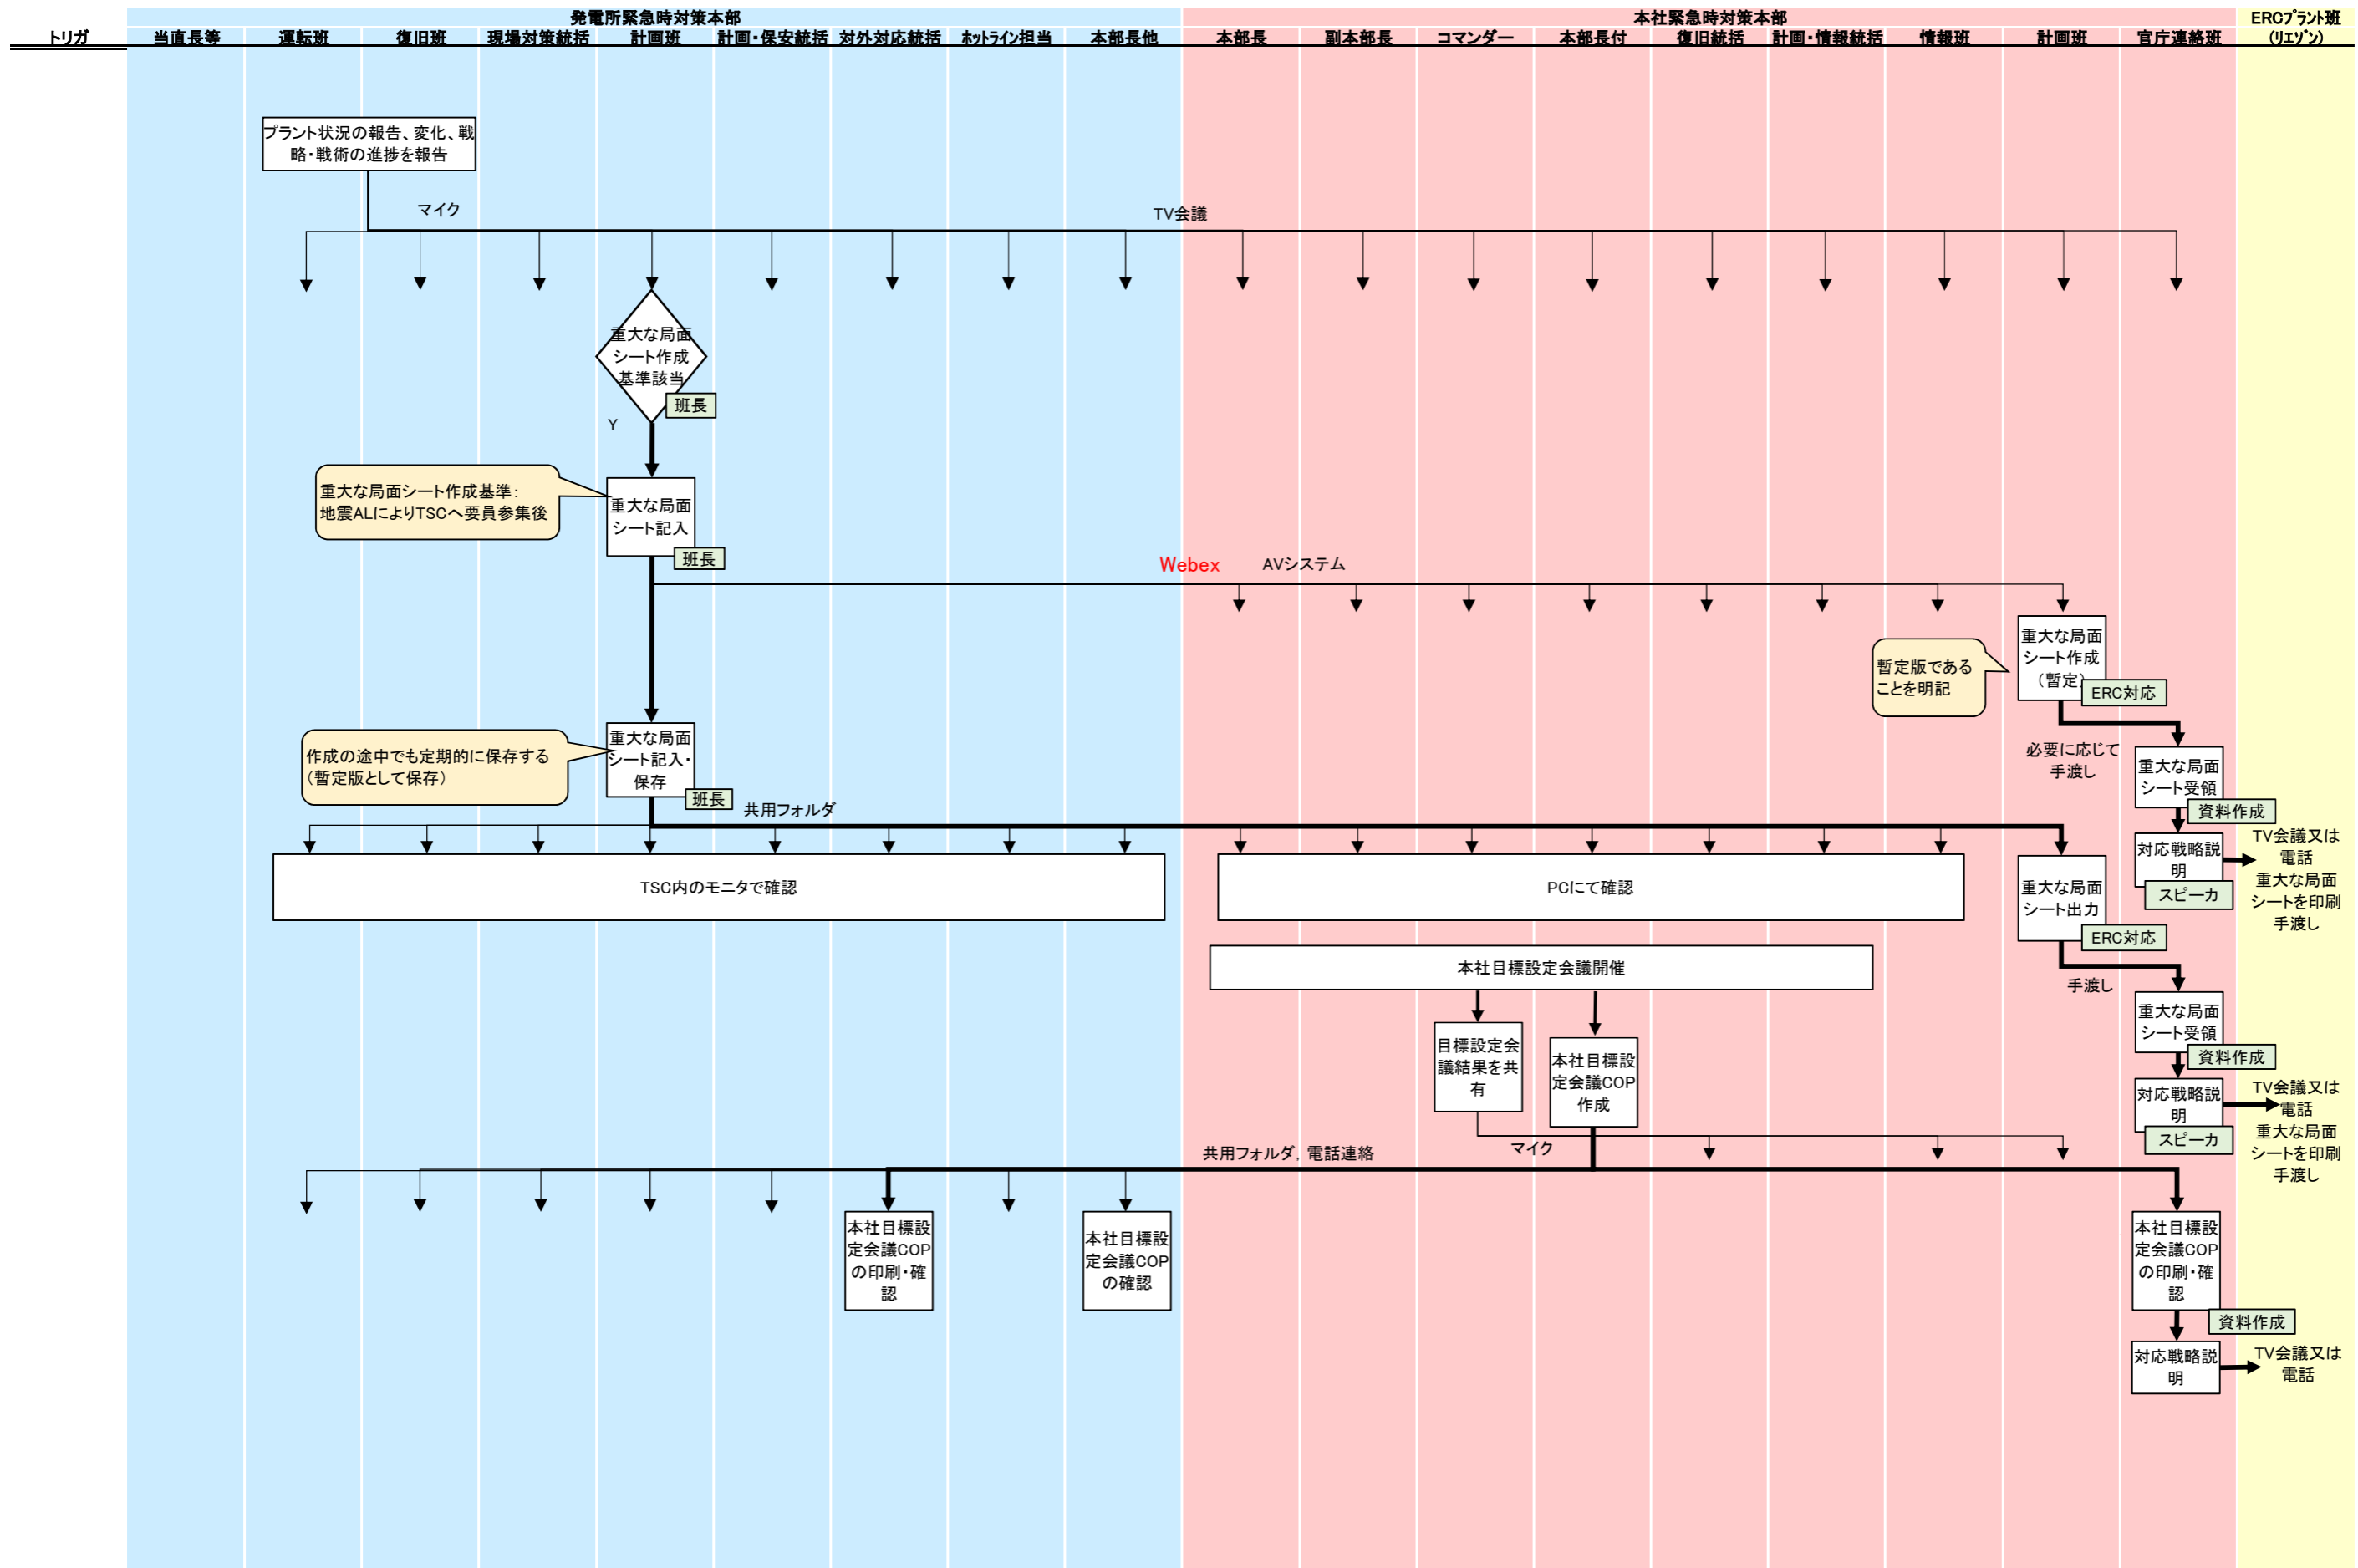 発電所緊急時対策本部
本社緊急時対策本部
ERCプラント班
(リエゾン)
トリガ
当直長等
運転班
復旧班
現場対策統括
計画班
計画・保安統括
対外対応統括
ホットライン担当
本部長他
本部長
副本部長
コマンダー
本部長付
復旧統括
計画・情報統括
情報班
計画班
官庁連絡班
プラント状況の報告、変化、戦
略・戦術の進捗を報告
マイク
TV会議
重大な局面
シート作成
基準該当
班長
Y
重大な局面シート作成基準:
地震ALによりTSCへ要員参集後
重大な局面
シート記入
班長
Webex
AVシステム
暫定版である
ことを明記
重大な局面
シート作成
(暫定)
ERC対応
必要に応じて
手渡し
作成の途中でも定期的に保存する
(暫定版として保存)
重大な局面
シート記入・
保存
班長
共用フォルダ
重大な局面
シート受領
資料作成
TSC内のモニタで確認
PCにて確認
重大な局面
シート出力
ERC対応
対応戦略説
明
スピーカ
TV会議又は
電話
重大な局面
シートを印刷
手渡し
本社目標設定会議開催
手渡し
目標設定会
議結果を共
有
本社目標設
定会議COP
作成
重大な局面
シート受領
資料作成
対応戦略説
明
スピーカ
TV会議又は
電話
重大な局面
シートを印刷
手渡し
共用フォルダ, 電話連絡
マイク
本社目標設
定会議COP
の印刷・確
認
本社目標設
定会議COP
の確認
本社目標設
定会議COP
の印刷・確
認
資料作成
対応戦略説
明
TV会議又は
電話